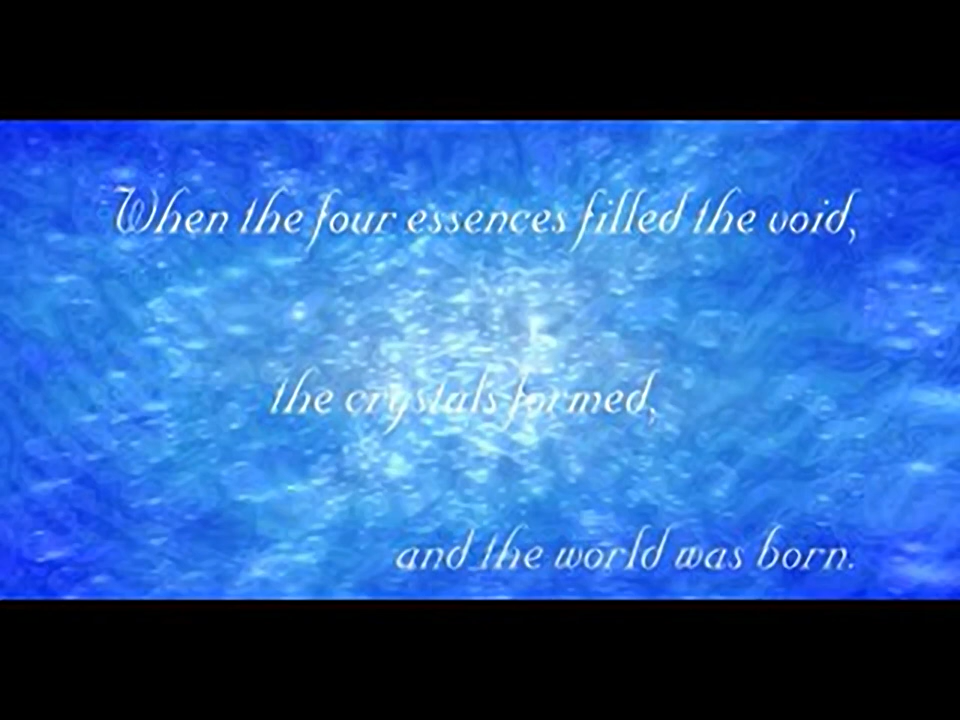 When the four essences filled the void,
the crystals formed,
and the world was born.